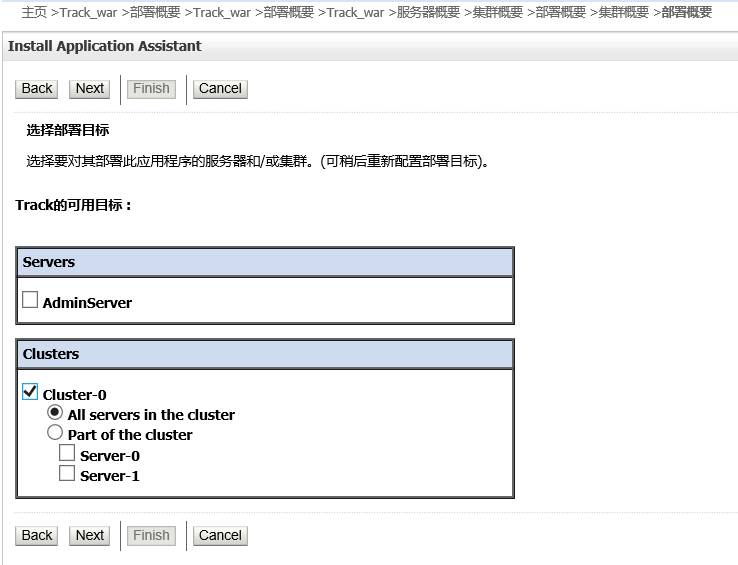 主页 >Track_war >部署概要 >Track_war >部署概要 >Track_war >服务器概要 >集群概要 >部署概要 >集群概要 >部署概要
Install Application Assistant
Back Next Finish Cancel
选择部署目标
选择要对其部署此应用程序的服务器和/或集群。(可稍后重新配置部署目标)。
Track的可用目标：
Servers
AdminServer
Clusters
Cluster-0
All servers in the cluster
Part of the cluster
Server-0
Server-1
Back Next Finish Cancel